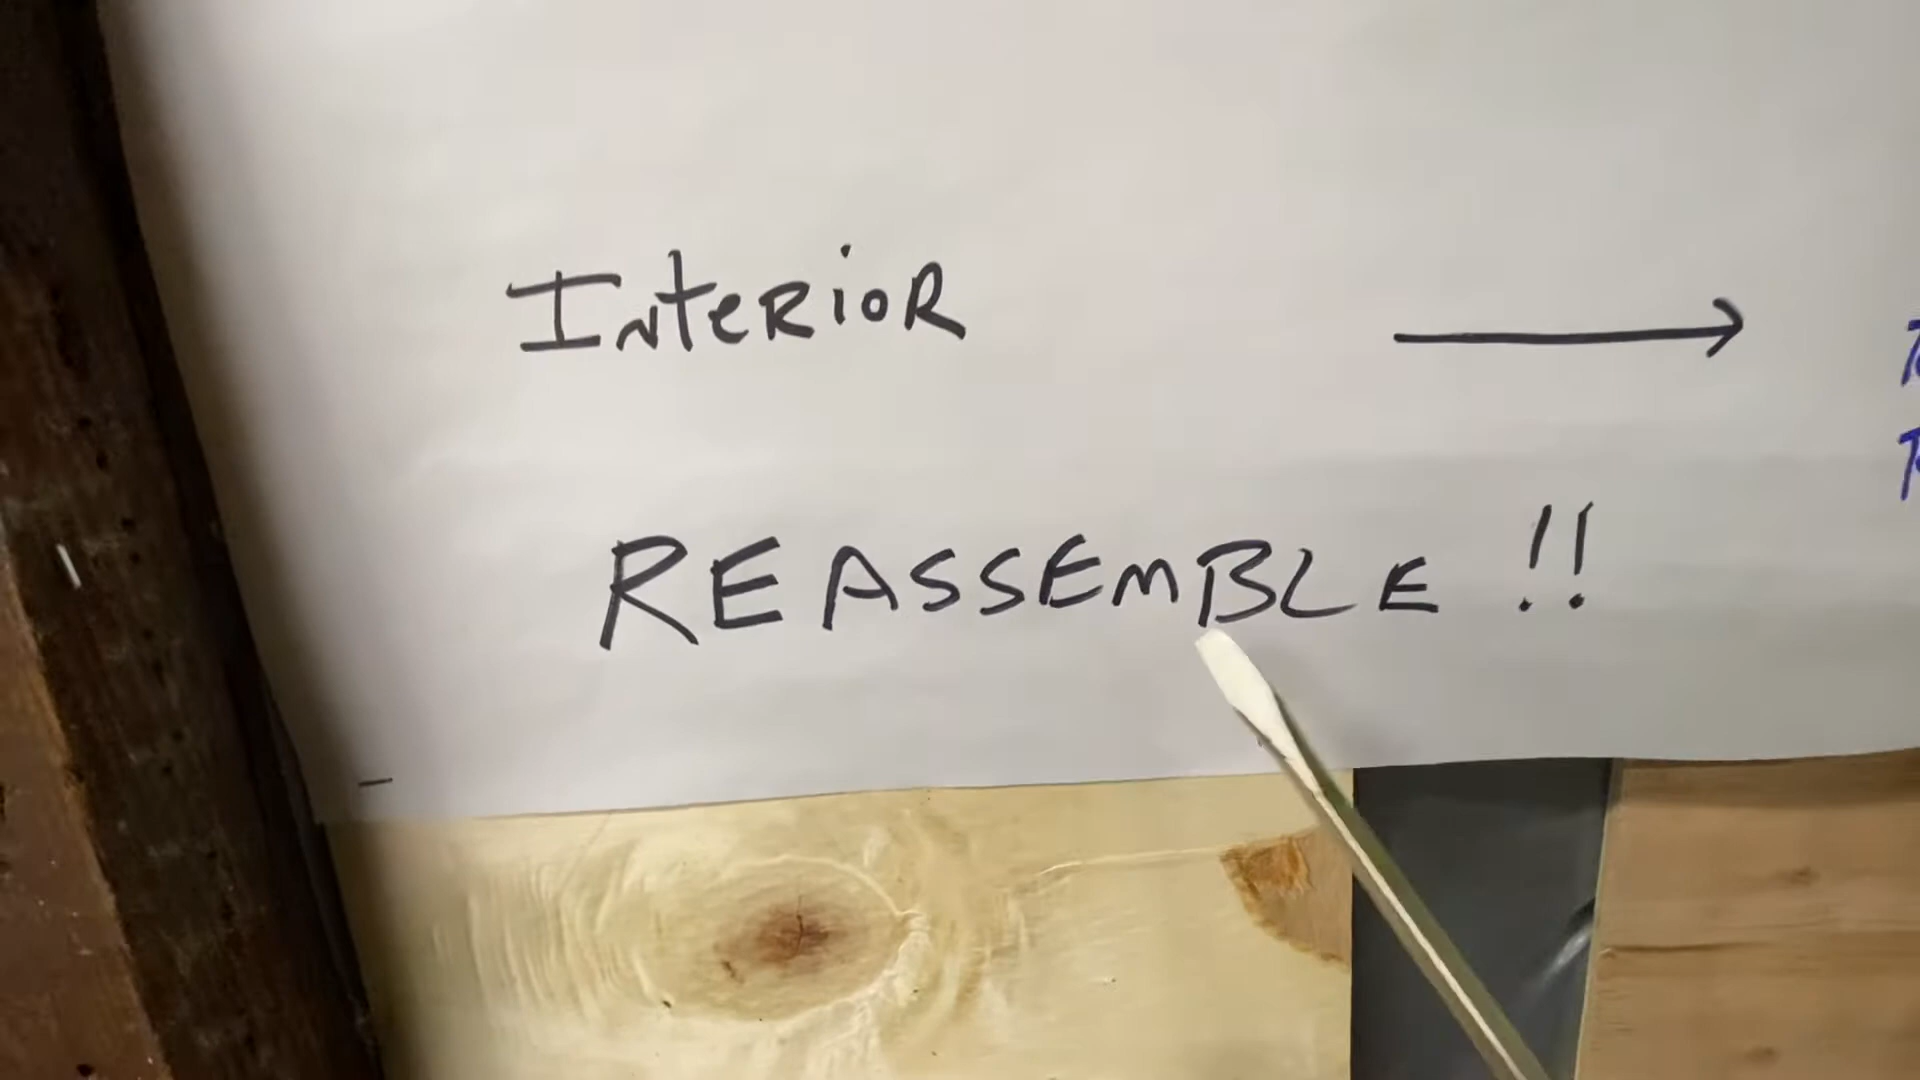 InteRioR →
REASSEmBLE !!